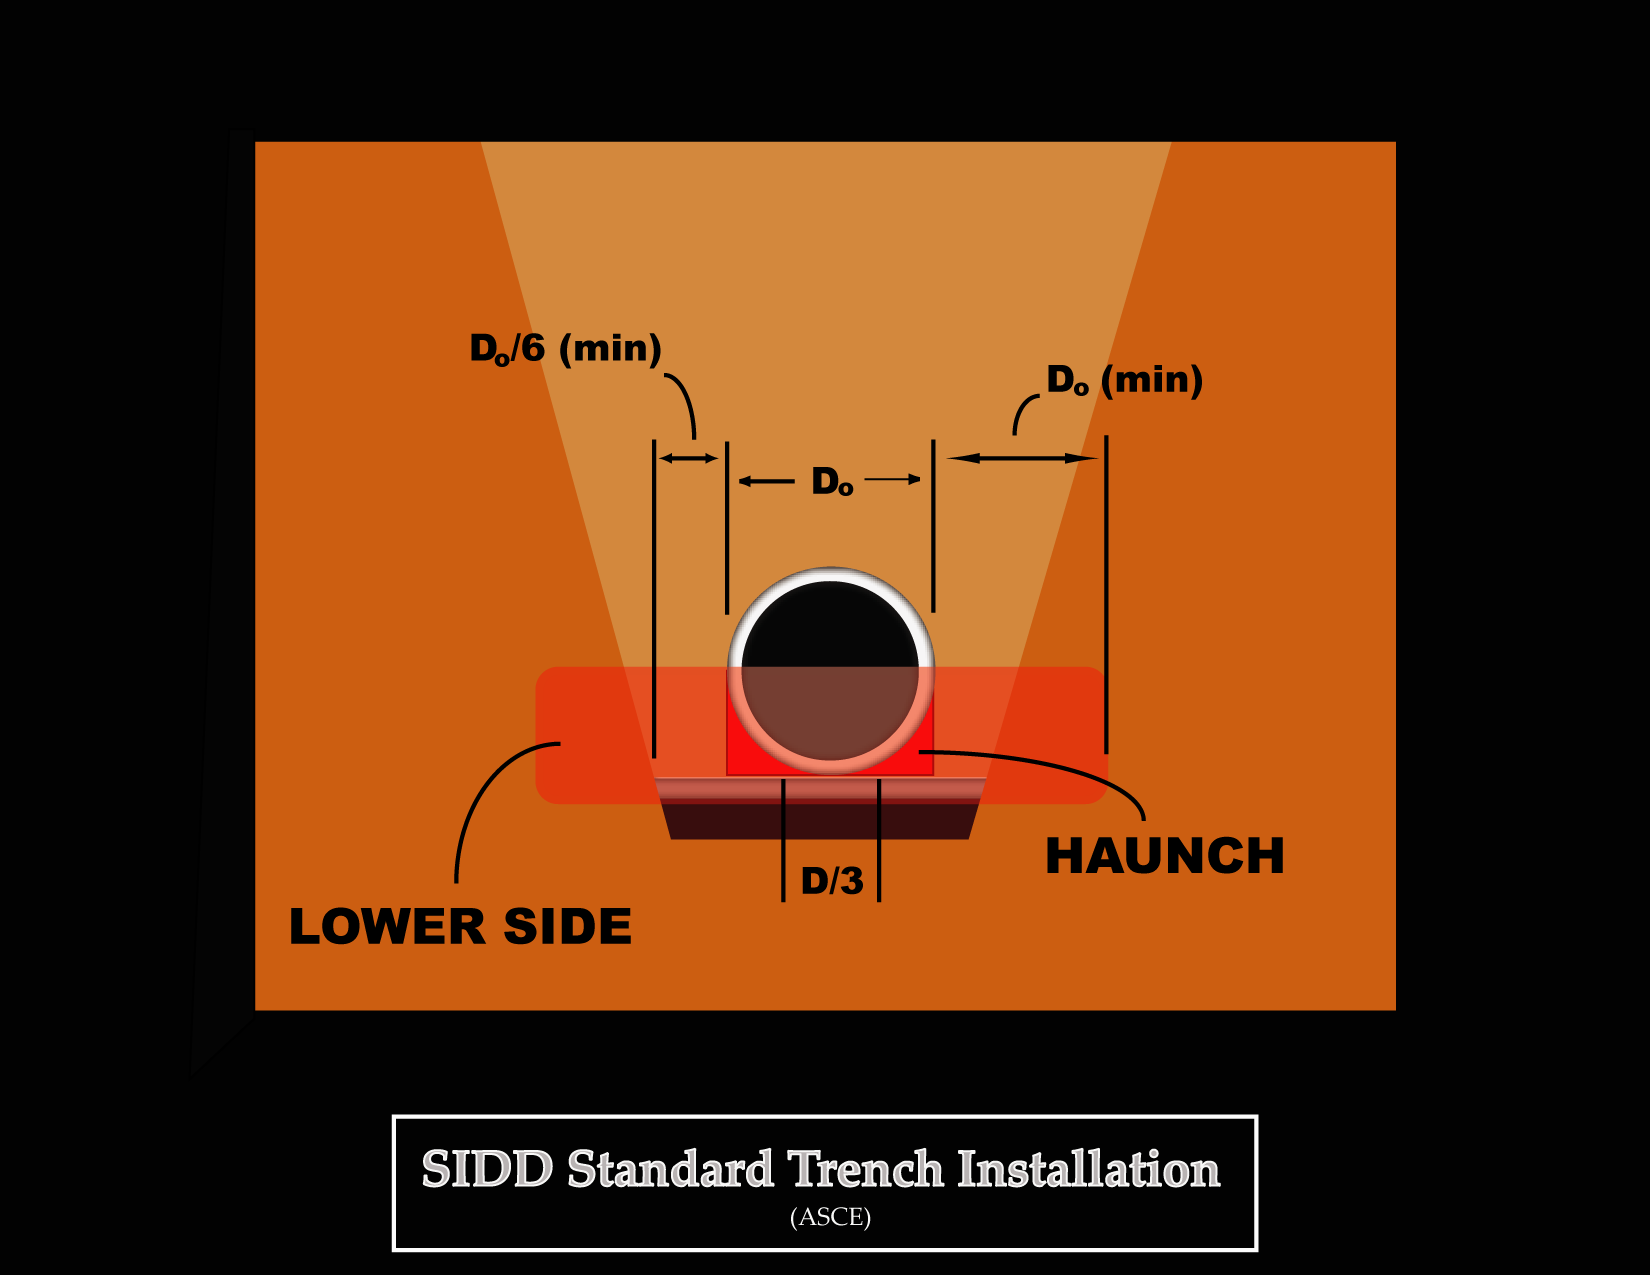 Dₒ/6 (min)
Dₒ (min)
Dₒ
HAUNCH
D/3
LOWER SIDE
SIDD Standard Trench Installation
(ASCE)